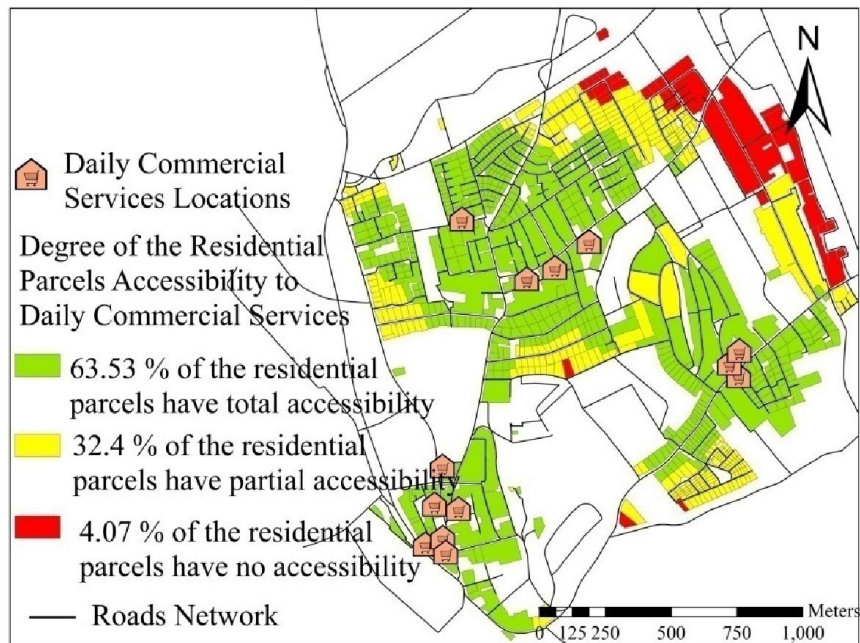 N
Daily Commercial
Services Locations
Degree of the Residential
Parcels Accessibility to
Daily Commercial Services
63.53 % of the residential
parcels have total accessibility
32.4 % of the residential
parcels have partial accessibility
4.07 % of the residential
parcels have no accessibility
Roads Network
Meters
0 125 250 500 750 1,000